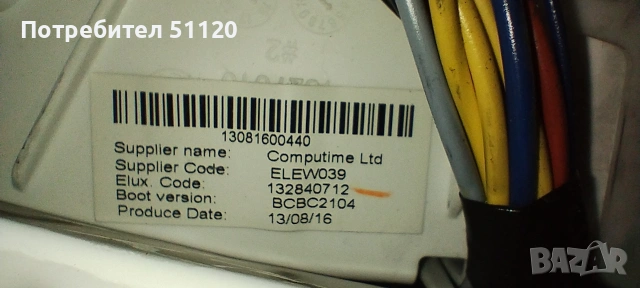 Потребител 51120
13081600440
Supplier name: Computime Ltd
Supplier Code: ELEW039
Elux. Code: 132840712
Boot version: BCBC2104
Produce Date: 13/08/16
BAZAR